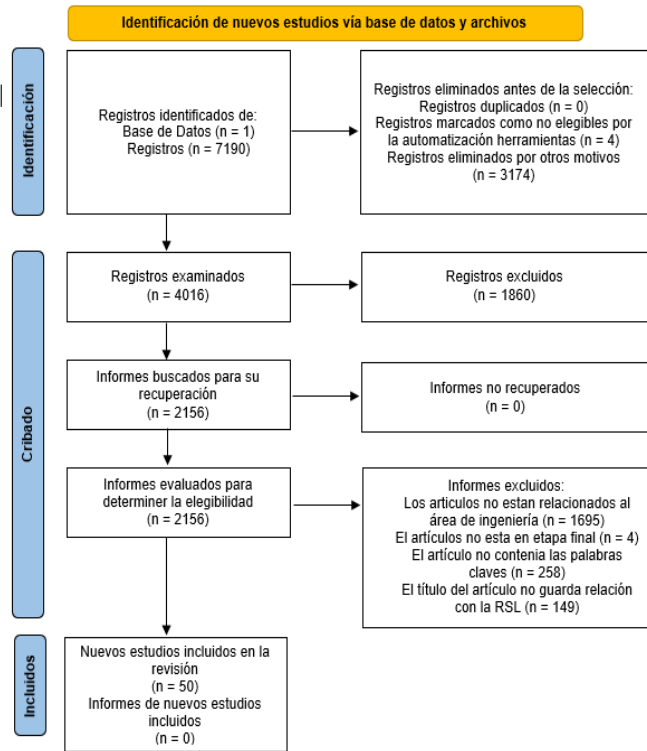 Identificación de nuevos estudios vía base de datos y archivos
Identificación
Registros identificados de:
Base de Datos (n = 1)
Registros (n = 7190)
Registros eliminados antes de la selección:
Registros duplicados (n = 0)
Registros marcados como no elegibles por
la automatización herramientas (n = 4)
Registros eliminados por otros motivos
(n = 3174)
Cribado
Registros examinados
(n = 4016)
Registros excluidos
(n = 1860)
Informes buscados para su
recuperación
(n = 2156)
Informes no recuperados
(n = 0)
Informes evaluados para
determiner la elegibilidad
(n = 2156)
Informes excluidos:
Los articulos no estan relacionados al
área de ingeniería (n = 1695)
El artículos no esta en etapa final (n = 4)
El artículo no contenia las palabras
claves (n = 258)
El título del artículo no guarda relación
con la RSL (n = 149)
Incluidos
Nuevos estudios incluidos en la
revisión
(n = 50)
Informes de nuevos estudios
incluidos
(n = 0)